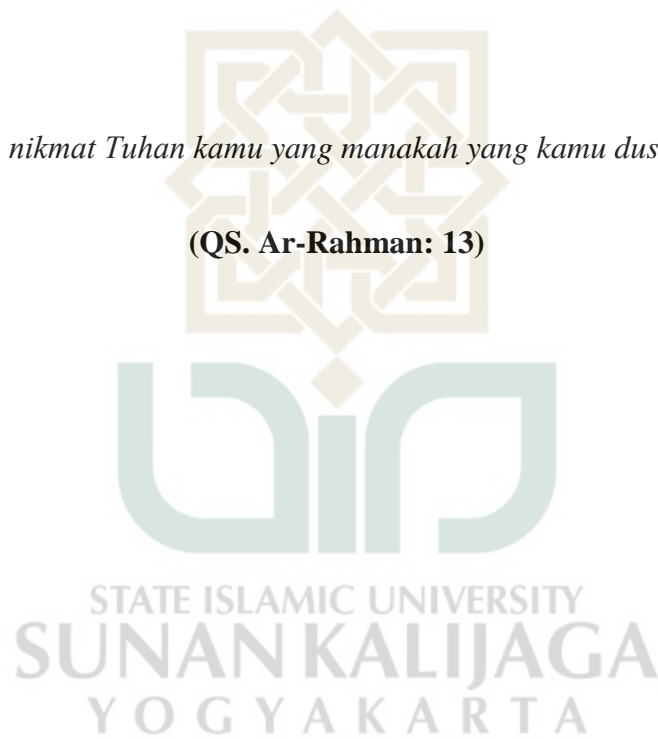 nikmat Tuhan kamu yang manakah yang kamu dus
(QS. Ar-Rahman: 13)
STATE ISLAMIC UNIVERSITY
SUNAN KALIJAGA
YOGYAKARTA